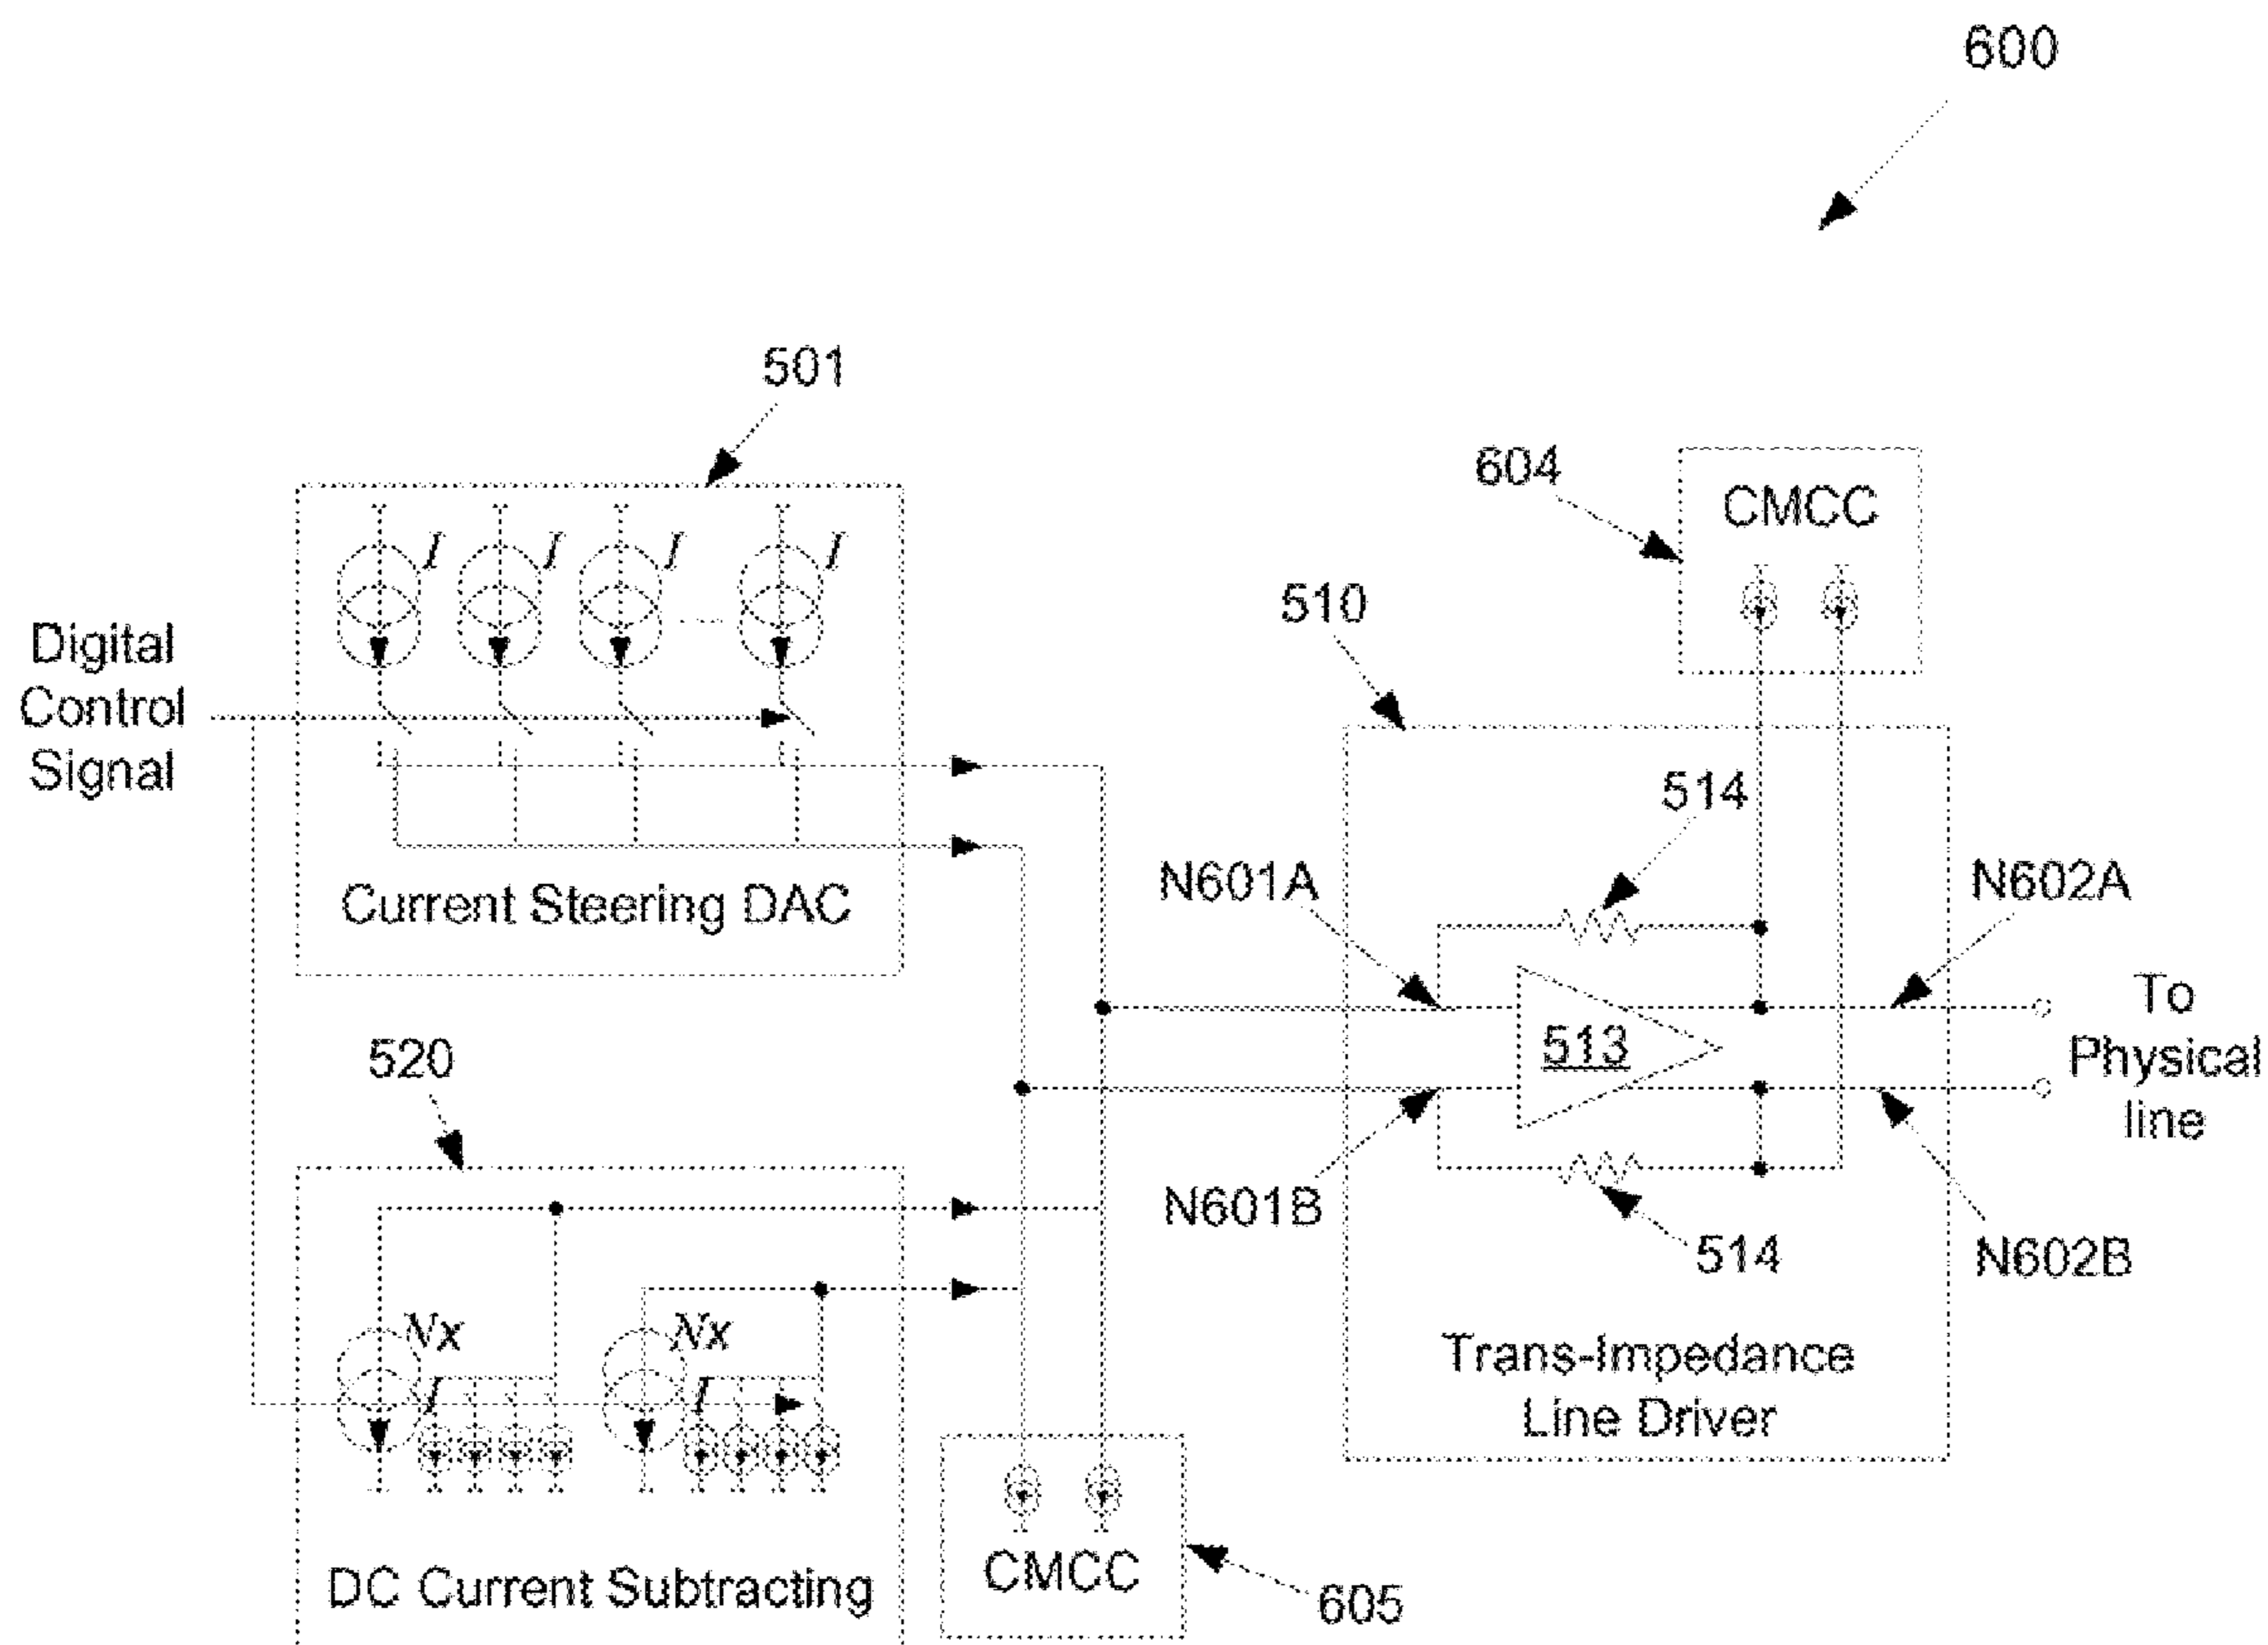 600
501
I I I I
Digital
Control
Signal
Current Steering DAC
604
CMCC
510
514
N601A
N602A
513
To
Physical
line
N601B
514
N602B
Trans-Impedance
Line Driver
520
Nx
I
Nx
I
DC Current Subtracting
CMCC
605